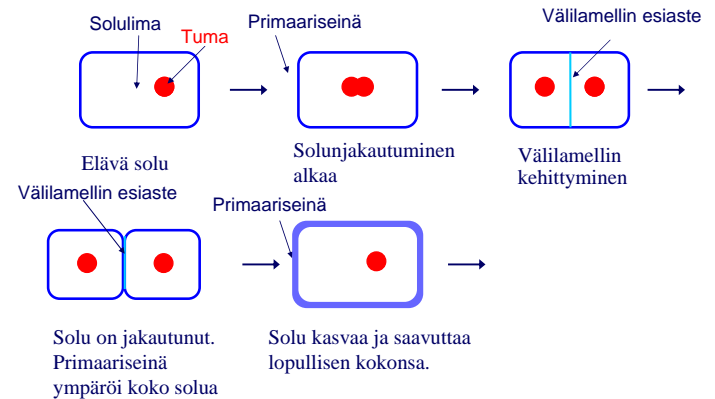 Solulima
Tuma
Primaariseinä
Välilamellin esiaste
Elävä solu
Solunjakautuminen
alkaa
Välilamellin
kehittyminen
Välilamellin esiaste
Primaariseinä
Solu on jakautunut.
Primaariseinä
ympäröi koko solua
Solu kasvaa ja saavuttaa
lopullisen kokonsa.